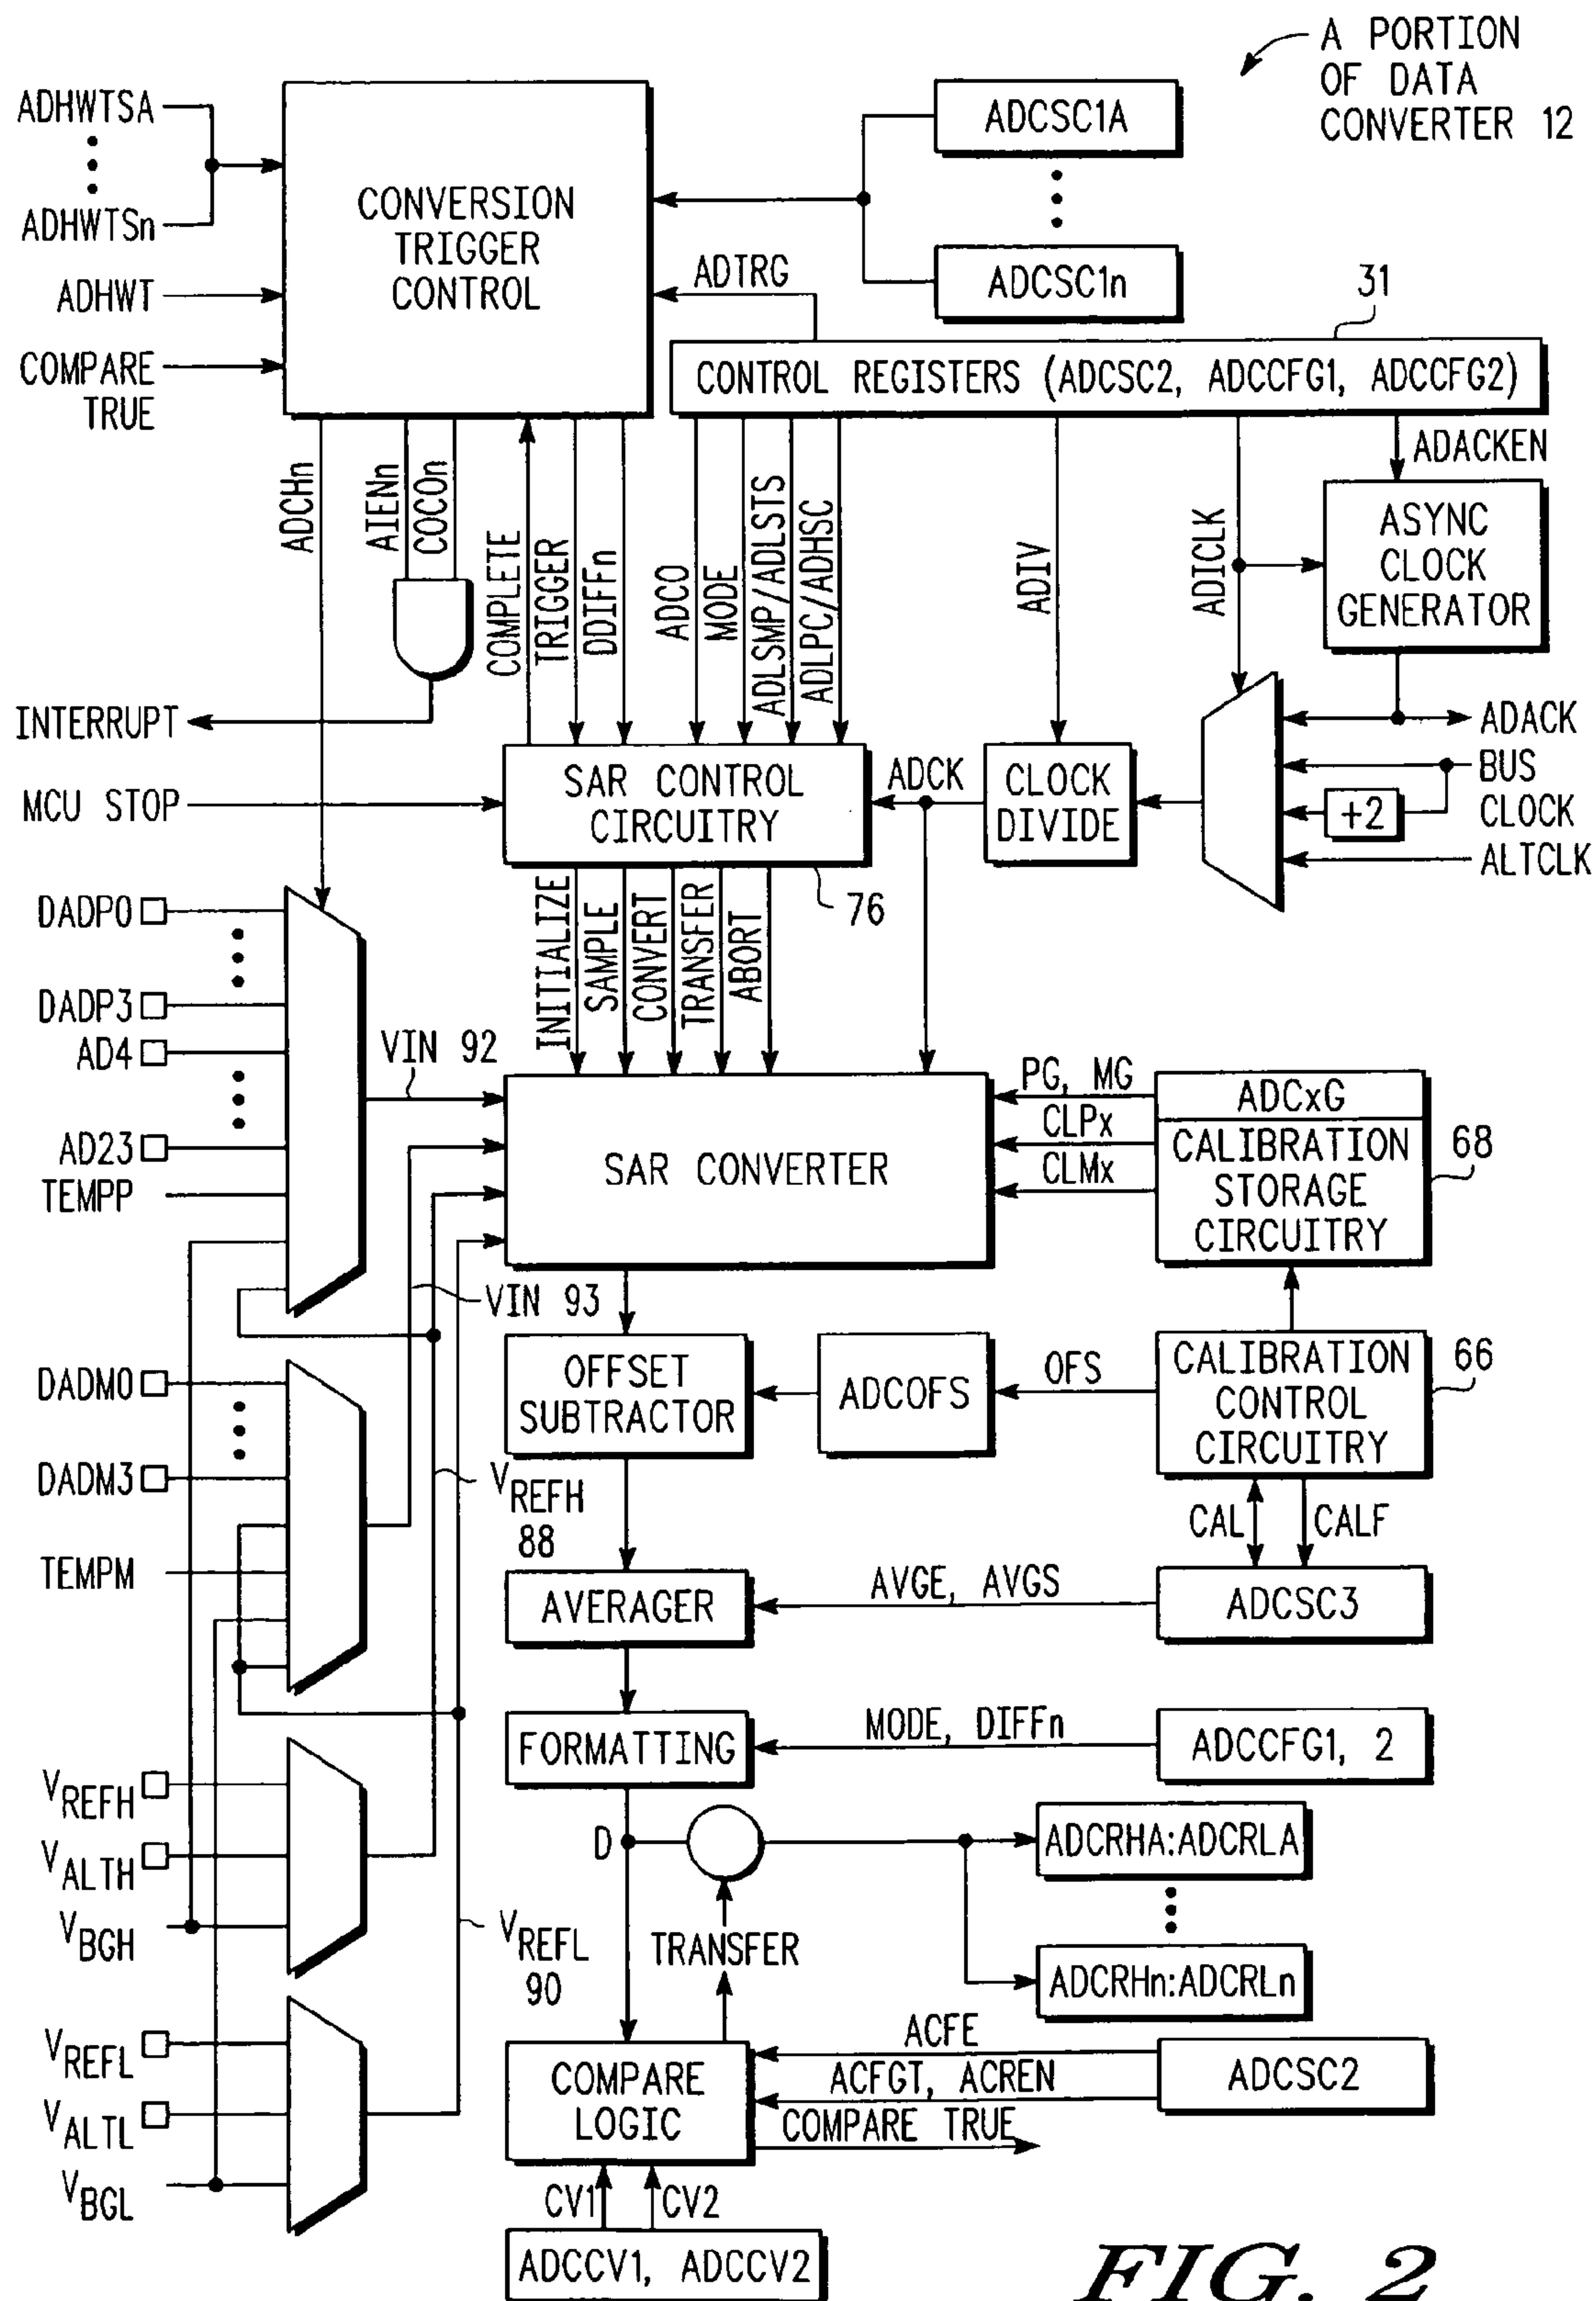 A PORTION
OF DATA
CONVERTER 12
ADHWTSA
ADHWTSn
ADHWT
COMPARE
TRUE
CONVERSION
TRIGGER
CONTROL
ADCSC1A
ADCSC1n
ADTRG
31
CONTROL REGISTERS (ADCSC2, ADCCFG1, ADCCFG2)
ADCHn
AIENn
COCOn
COMPLETE
TRIGGER
DDIFFn
ADCO
MODE
ADLSMP/ADLSTS
ADLPC/ADHSC
ADIV
ADICLK
ADACKEN
ASYNC
CLOCK
GENERATOR
INTERRUPT
ADACK
BUS
CLOCK
+2
ALTCLK
MCU STOP
SAR CONTROL
CIRCUITRY
ADCK
CLOCK
DIVIDE
76
INITIALIZE
SAMPLE
CONVERT
TRANSFER
ABORT
DADP0
DADP3
AD4
AD23
TEMPP
VIN 92
SAR CONVERTER
PG, MG
CLPx
CLMx
ADCxG
CALIBRATION
STORAGE
CIRCUITRY
68
VIN 93
OFFSET
SUBTRACTOR
ADCOFS
OFS
CALIBRATION
CONTROL
CIRCUITRY
66
DADM0
DADM3
TEMPM
VREFH
88
CAL
CALF
AVERAGER
AVGE, AVGS
ADCSC3
FORMATTING
MODE, DIFFn
ADCCFG1, 2
VREFH
VALTH
VBGH
D
ADCRHA:ADCRLA
ADCRHn:ADCRLn
TRANSFER
VREFL
90
VREFL
VALTL
VBGL
COMPARE
LOGIC
ACFE
ACFGT, ACREN
COMPARE TRUE
ADCSC2
CV1
CV2
ADCCV1, ADCCV2
FIG. 2